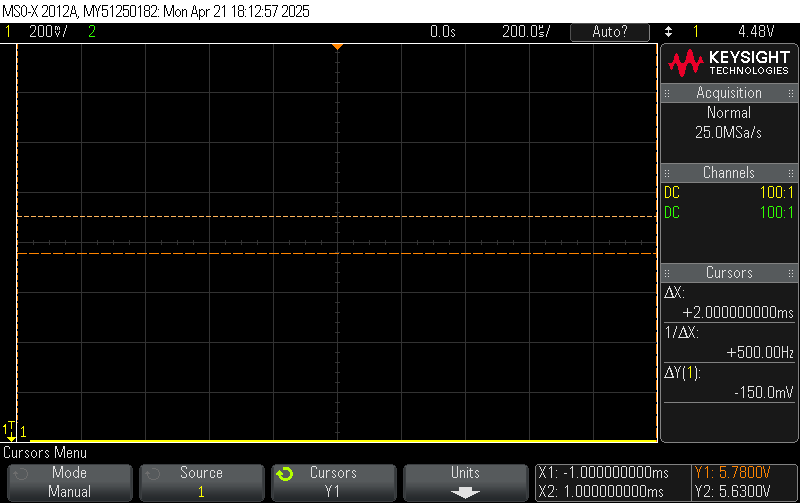 MSO-X 2012A, MY51250182: Mon Apr 21 18:12:57 2025
1 200V/ 2 0.0s 200.0s/ Auto? 1 4.48V
KEYSIGHT
TECHNOLOGIES
Acquisition
Normal
25.0MSa/s
Channels
DC 100:1
DC 100:1
Cursors
ΔX:
+2.000000000ms
1/ΔX:
+500.00Hz
ΔY(1):
-150.0mV
1 T 1
Cursors Menu
Mode
Manual
Source
1
Cursors
Y1
Units
X1: -1.000000000ms
X2: 1.000000000ms
Y1: 5.7800V
Y2: 5.6300V